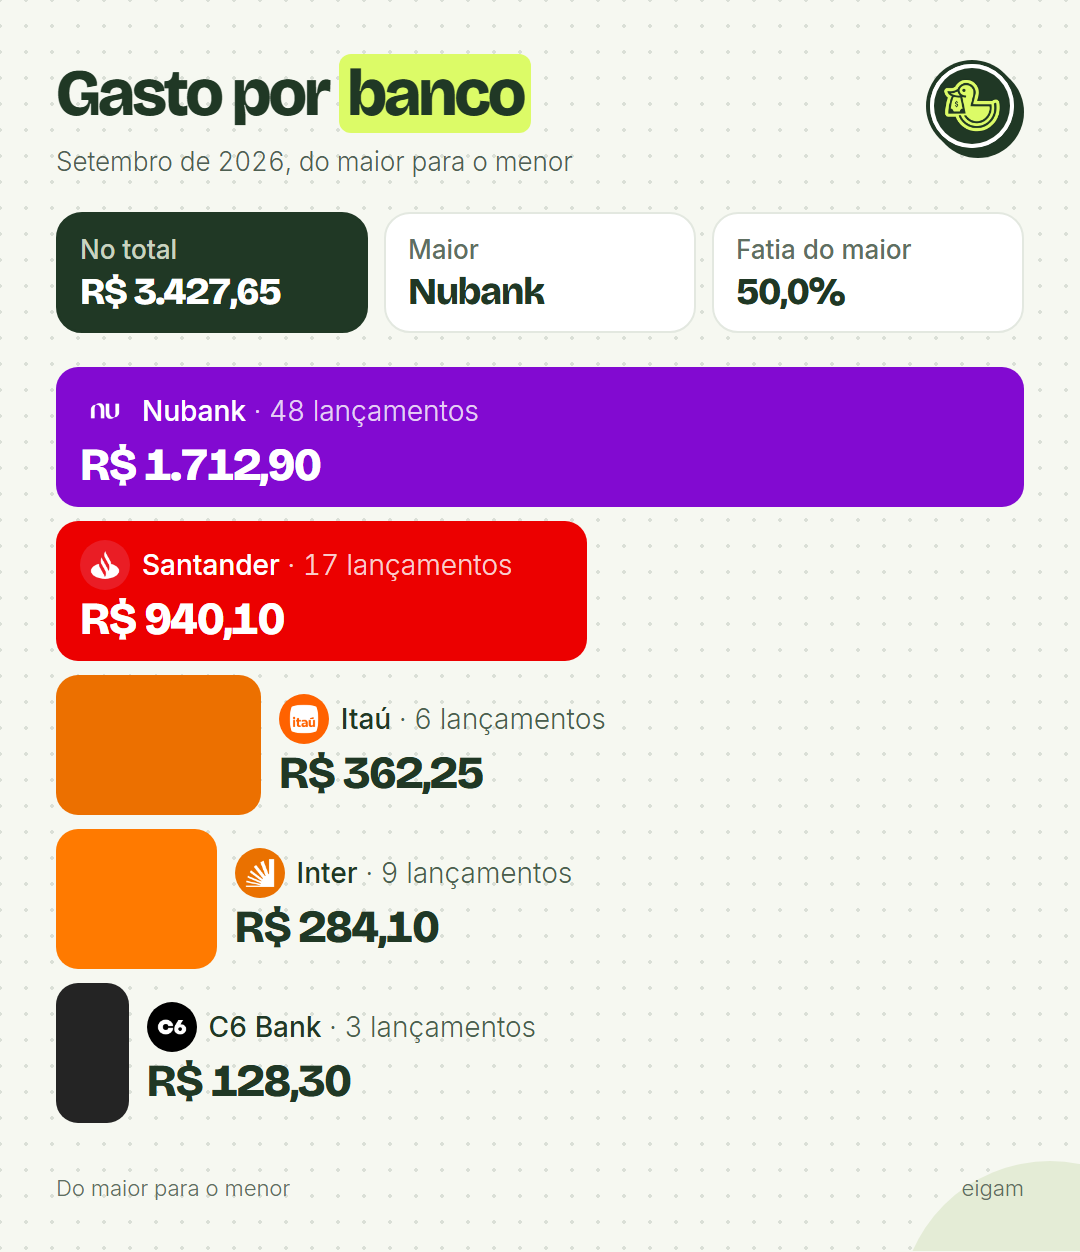 Gasto por banco
Setembro de 2026, do maior para o menor
No total
R$ 3.427,65
Maior
Nubank
Fatia do maior
50,0%
nu Nubank · 48 lançamentos
R$ 1.712,90
Santander · 17 lançamentos
R$ 940,10
itaú Itaú · 6 lançamentos
R$ 362,25
Inter · 9 lançamentos
R$ 284,10
C6 C6 Bank · 3 lançamentos
R$ 128,30
Do maior para o menor
eigam